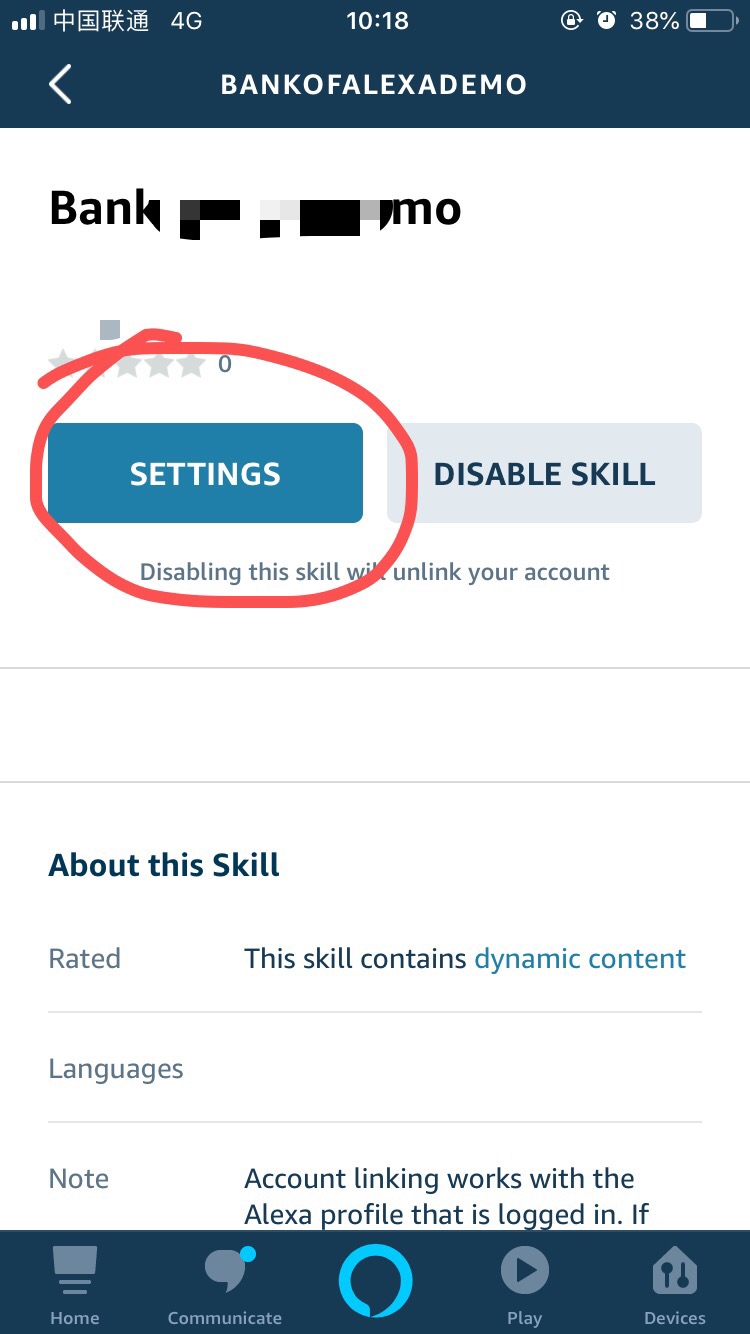 中国联通 4G 10:18 38%
BANKOFALEXADEMO
Bank mo
0
SETTINGS DISABLE SKILL
Disabling this skill will unlink your account
About this Skill
Rated This skill contains dynamic content
Languages
Note Account linking works with the
Alexa profile that is logged in. If
Home Communicate Play Devices